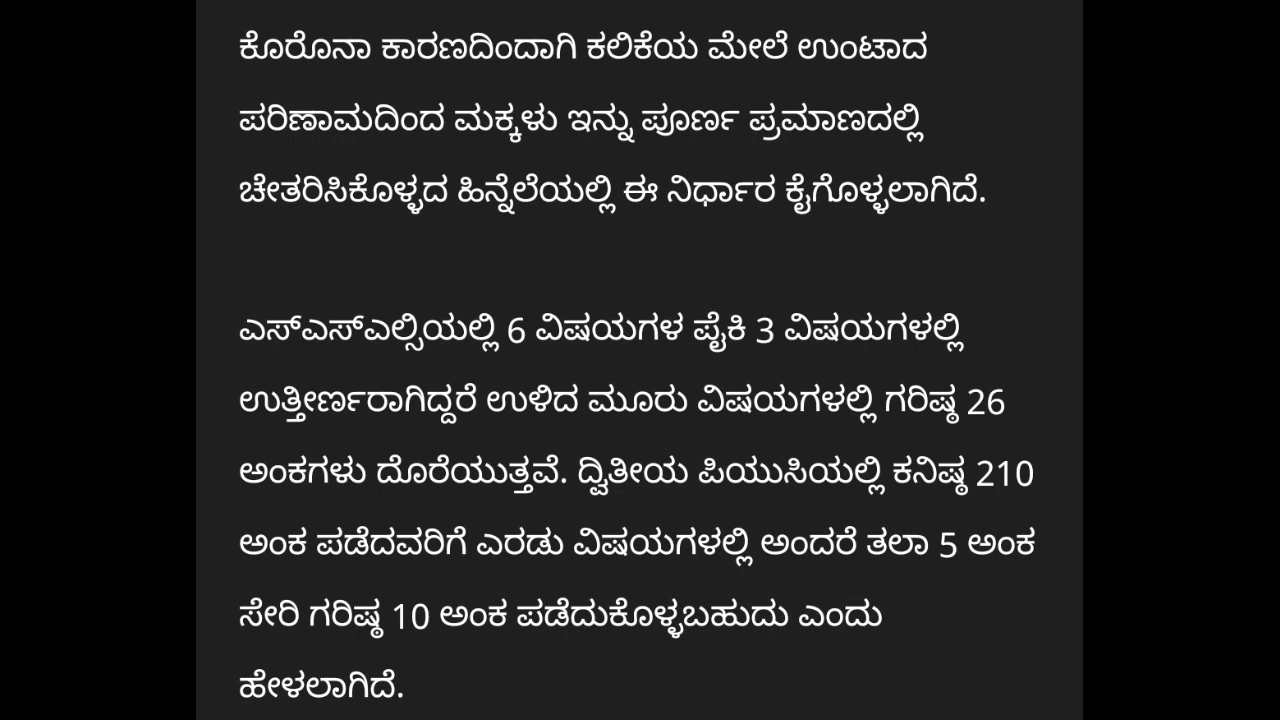 ಕೊರೊನಾ ಕಾರಣದಿಂದಾಗಿ ಕಲಿಕೆಯ ಮೇಲೆ ಉಂಟಾದ
ಪರಿಣಾಮದಿಂದ ಮಕ್ಕಳು ಇನ್ನು ಪೂರ್ಣ ಪ್ರಮಾಣದಲ್ಲಿ
ಚೇತರಿಸಿಕೊಳ್ಳದ ಹಿನ್ನೆಲೆಯಲ್ಲಿ ಈ ನಿರ್ಧಾರ ಕೈಗೊಳ್ಳಲಾಗಿದೆ.
ಎಸ್ಎಸ್ಎಲ್ಸಿಯಲ್ಲಿ 6 ವಿಷಯಗಳ ಪೈಕಿ 3 ವಿಷಯಗಳಲ್ಲಿ
ಉತ್ತೀರ್ಣರಾಗಿದ್ದರೆ ಉಳಿದ ಮೂರು ವಿಷಯಗಳಲ್ಲಿ ಗರಿಷ್ಠ 26
ಅಂಕಗಳು ದೊರೆಯುತ್ತವೆ. ದ್ವಿತೀಯ ಪಿಯುಸಿಯಲ್ಲಿ ಕನಿಷ್ಠ 210
ಅಂಕ ಪಡೆದವರಿಗೆ ಎರಡು ವಿಷಯಗಳಲ್ಲಿ ಅಂದರೆ ತಲಾ 5 ಅಂಕ
ಸೇರಿ ಗರಿಷ್ಠ 10 ಅಂಕ ಪಡೆದುಕೊಳ್ಳಬಹುದು ಎಂದು
ಹೇಳಲಾಗಿದೆ.